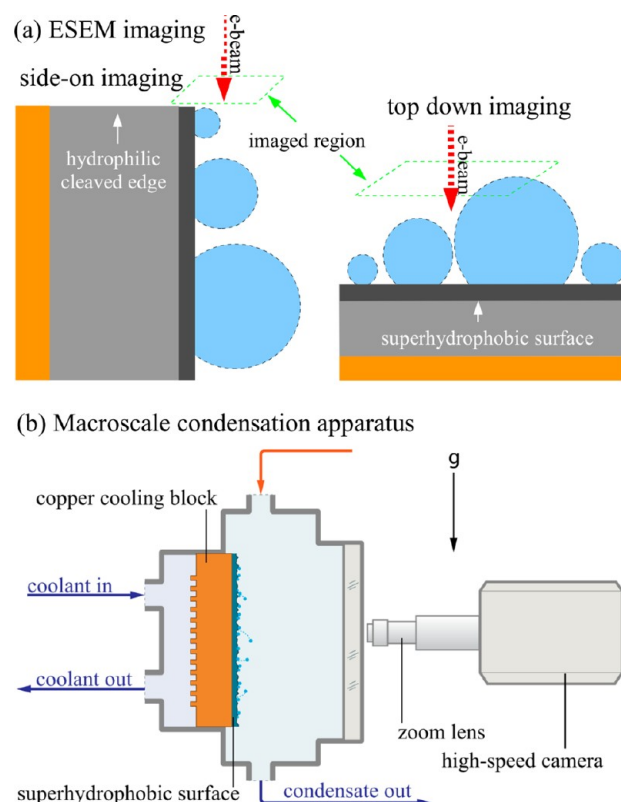 (a) ESEM imaging
side-on imaging
e-beam
hydrophilic
cleaved edge
imaged region
top down imaging
e-beam
superhydrophobic surface
(b) Macroscale condensation apparatus
g
copper cooling block
coolant in
coolant out
zoom lens
high-speed camera
superhydrophobic surface
condensate out